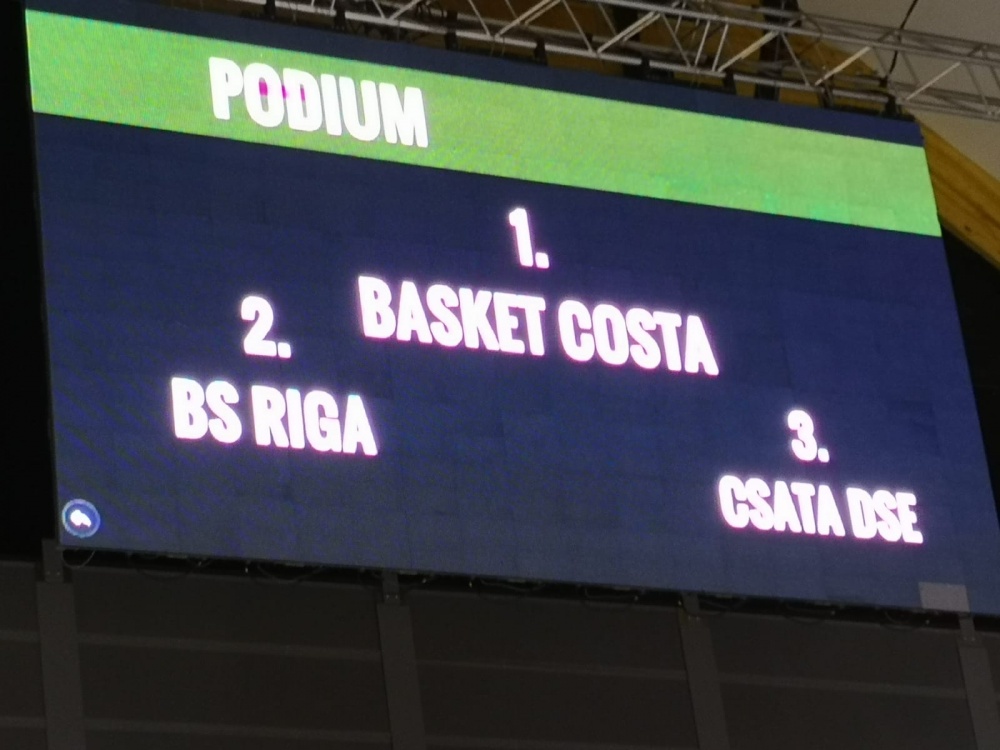 PODIUM
1.
BASKET COSTA
2.
BS RIGA
3.
CSATA DSE